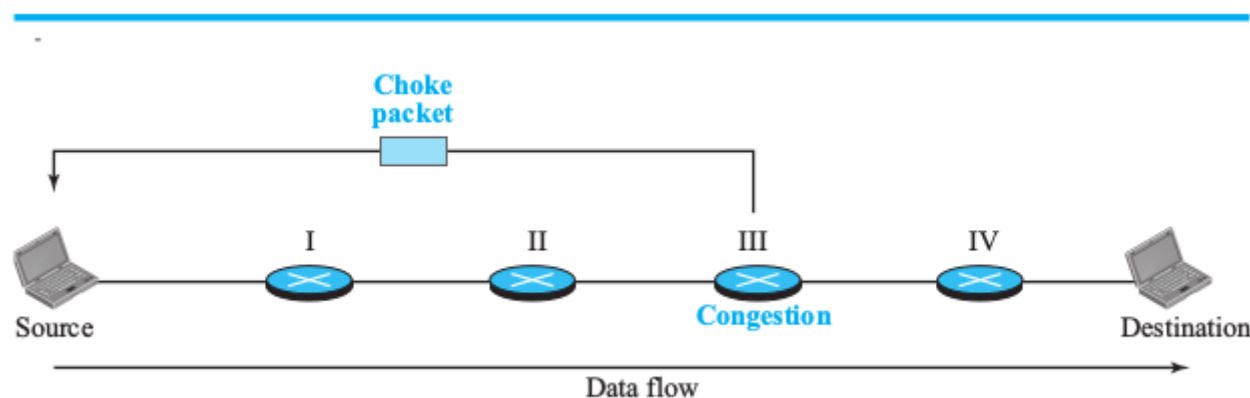 Choke
packet
I II III IV
Congestion
Source Destination
Data flow